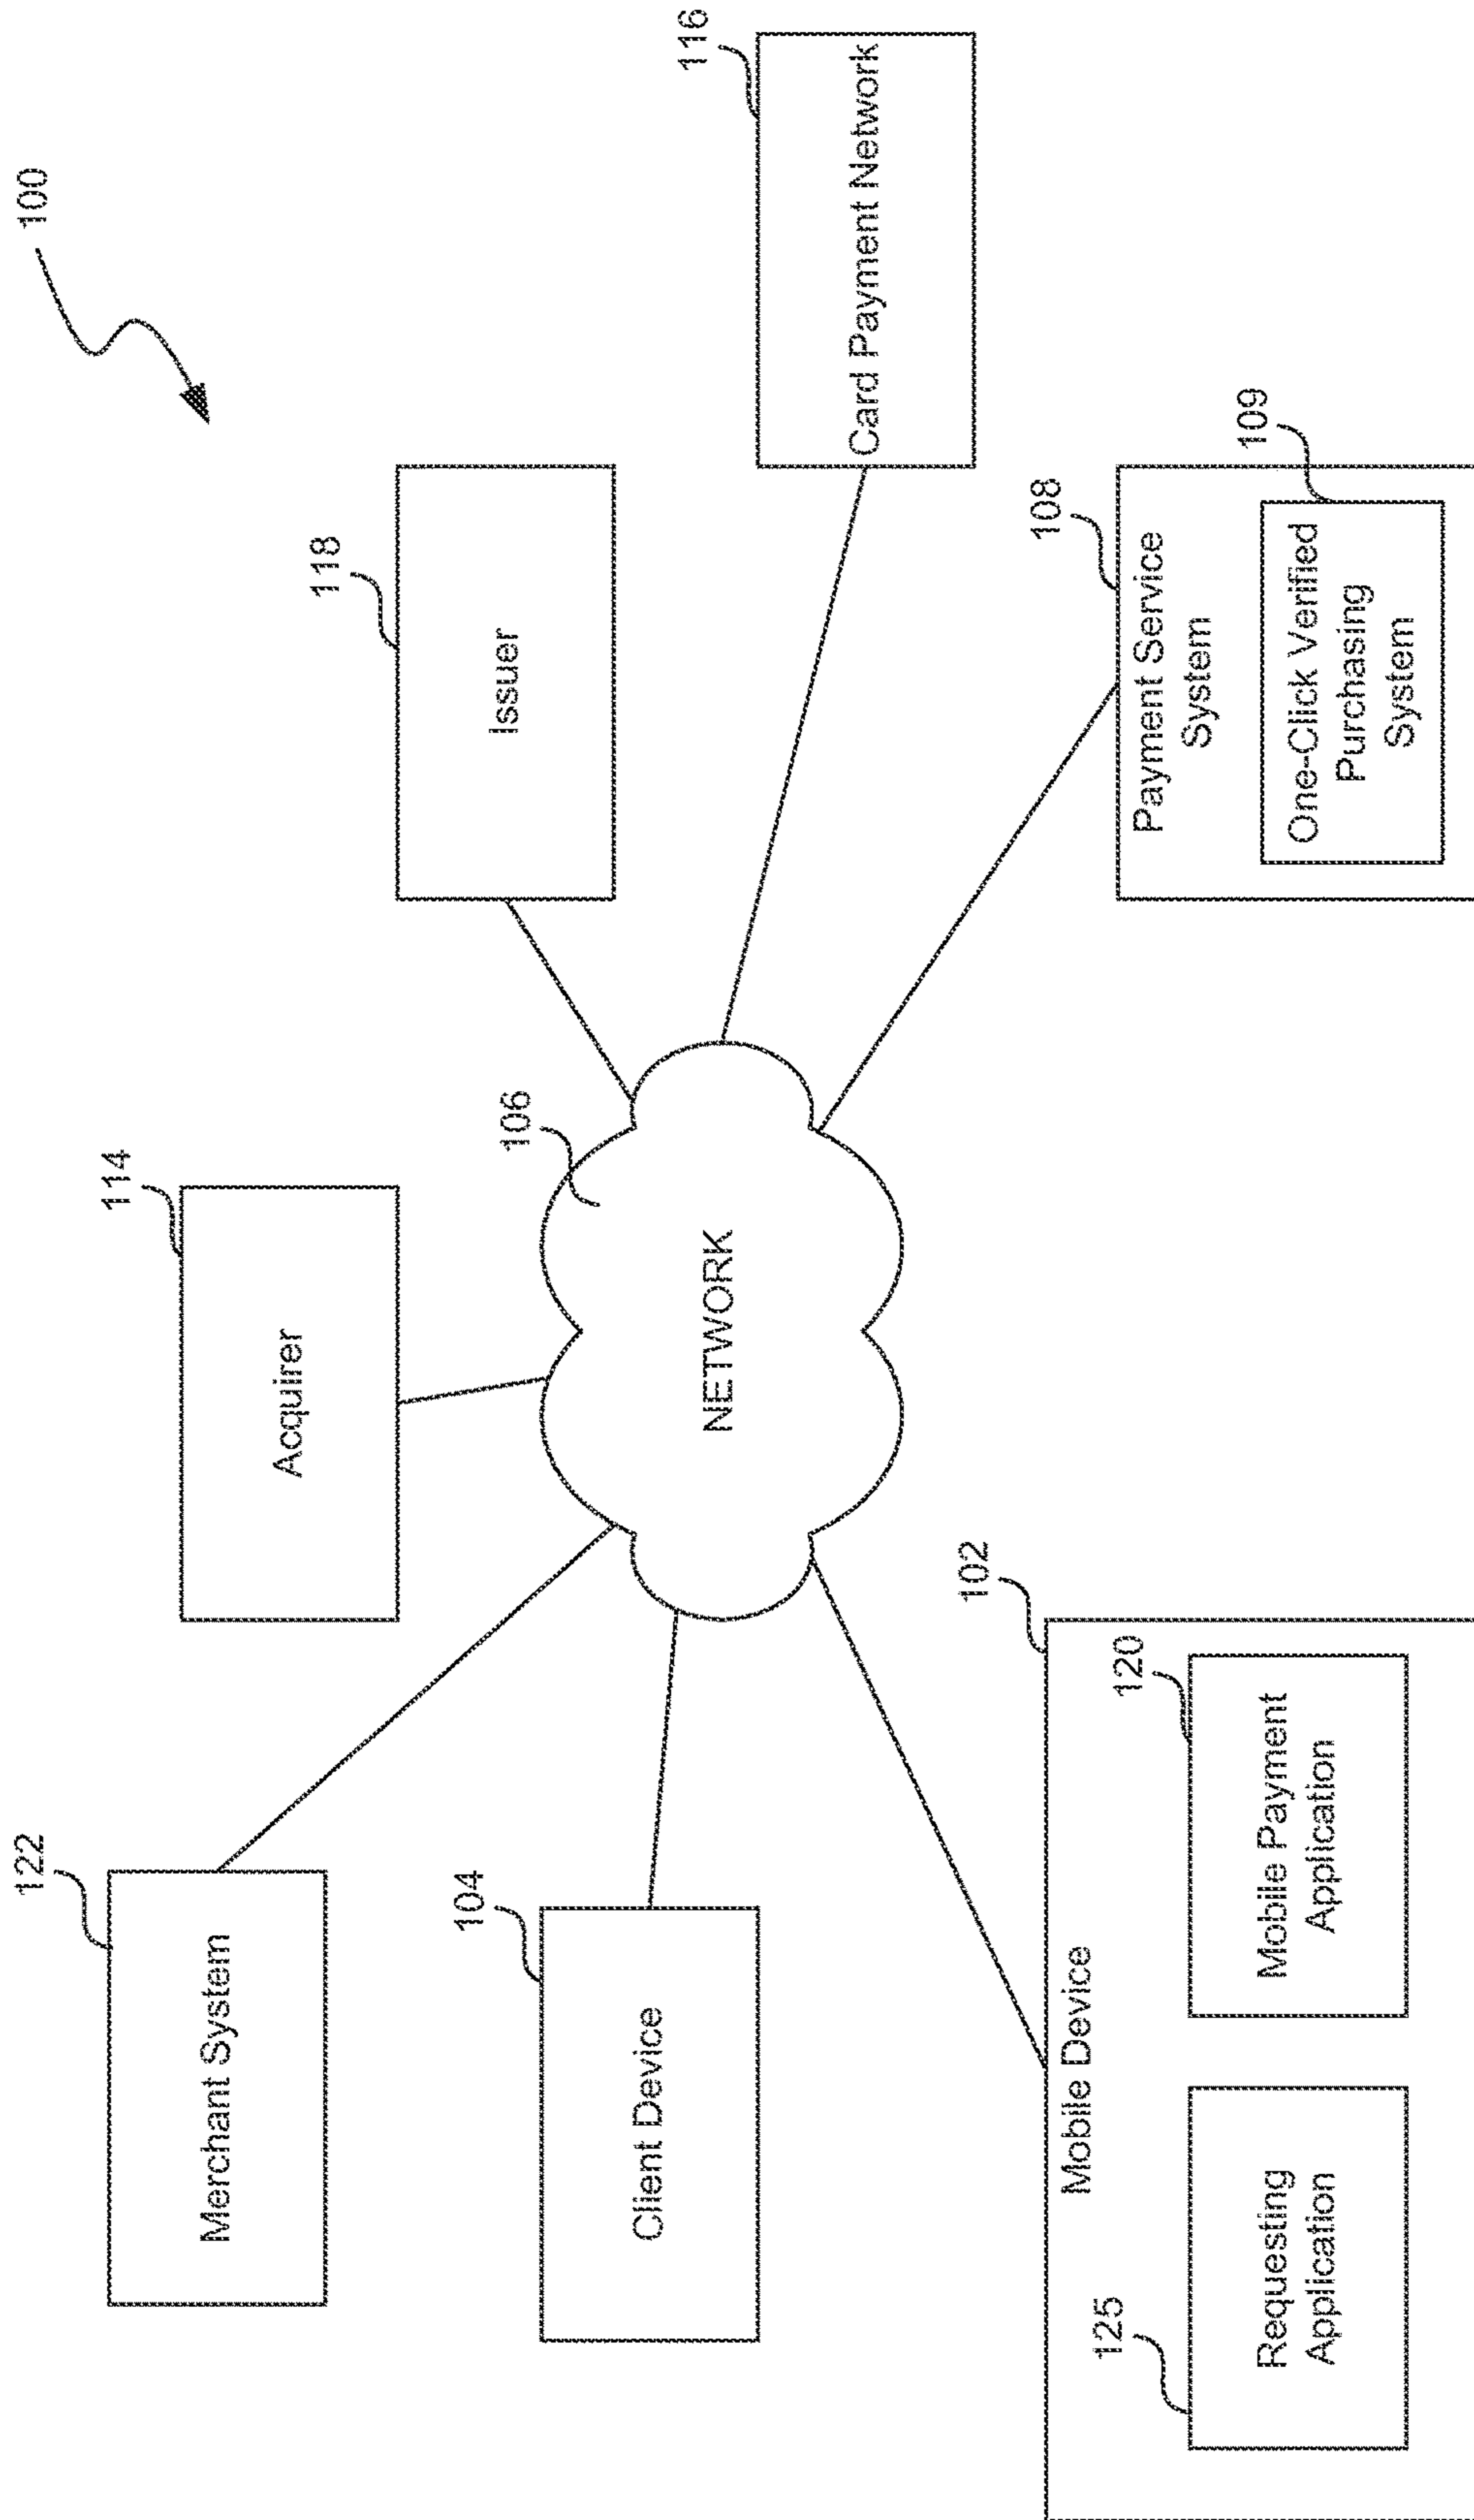 100
122
Merchant System
114
Acquirer
118
Issuer
116
Card Payment Network
104
Client Device
106
NETWORK
102
Mobile Device
125
Requesting
Application
120
Mobile Payment
Application
108
Payment Service
System
109
One-Click Verified
Purchasing
System